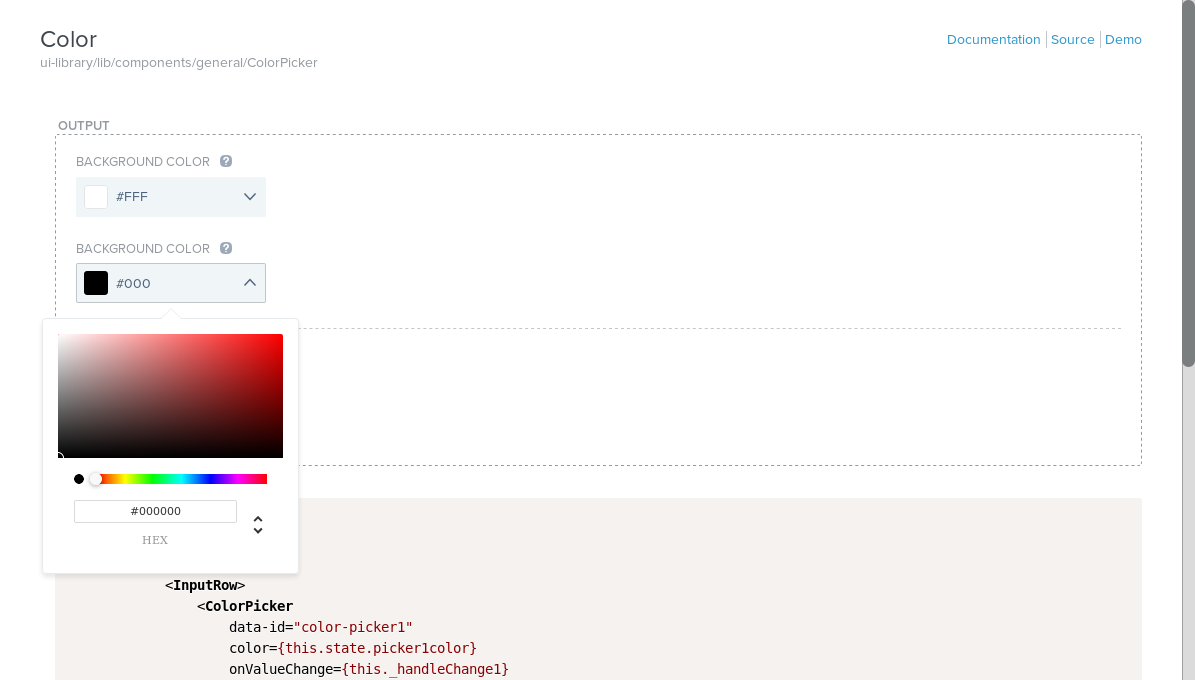 Color
Documentation Source Demo
ui-library/lib/components/general/ColorPicker
OUTPUT
BACKGROUND COLOR ?
#FFF
BACKGROUND COLOR ?
#000
#000000
HEX
<InputRow>
<ColorPicker
data-id="color-picker1"
color={this.state.picker1color}
onValueChange={this._handleChange1}